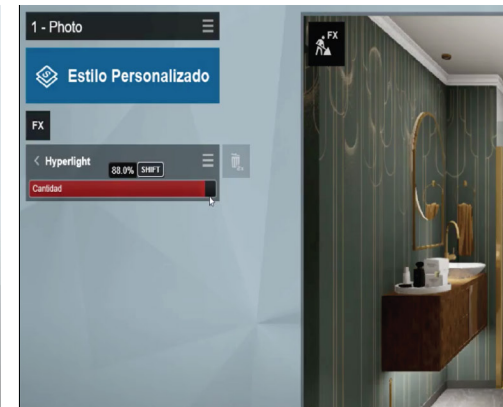 1 - Photo
Estilo Personalizado
FX
Hyperlight
88.0% SHIFT
Cantidad
FX